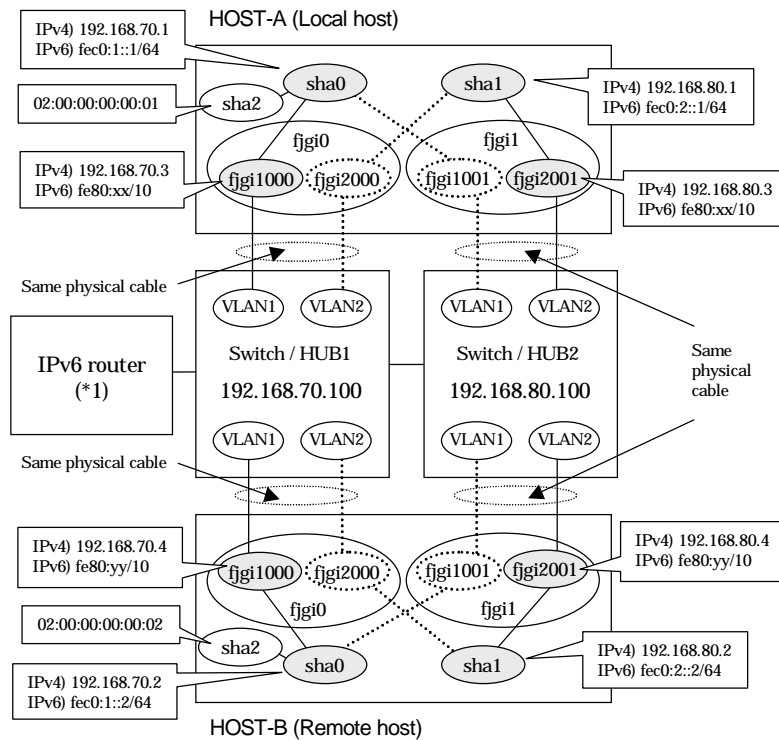 HOST-A (Local host)
IPv4) 192.168.70.1
IPv6) fec0:1::1/64
sha0
sha1
IPv4) 192.168.80.1
IPv6) fec0:2::1/64
02:00:00:00:00:01
sha2
fjgi0
fjgi1
IPv4) 192.168.70.3
IPv6) fe80:xx/10
fjgi1000
fjgi2000
fjgi1001
fjgi2001
IPv4) 192.168.80.3
IPv6) fe80:xx/10
Same physical cable
VLAN1
VLAN2
VLAN1
VLAN2
IPv6 router
(*1)
Switch / HUB1
192.168.70.100
Switch / HUB2
192.168.80.100
Same
physical
cable
VLAN1
VLAN2
VLAN1
VLAN2
Same physical cable
IPv4) 192.168.70.4
IPv6) fe80:yy/10
fjgi1000
fjgi2000
fjgi1001
fjgi2001
IPv4) 192.168.80.4
IPv6) fe80:yy/10
fjgi0
fjgi1
02:00:00:00:00:02
sha2
sha0
sha1
IPv4) 192.168.80.2
IPv6) fec0:2::2/64
IPv4) 192.168.70.2
IPv6) fec0:1::2/64
HOST-B (Remote host)